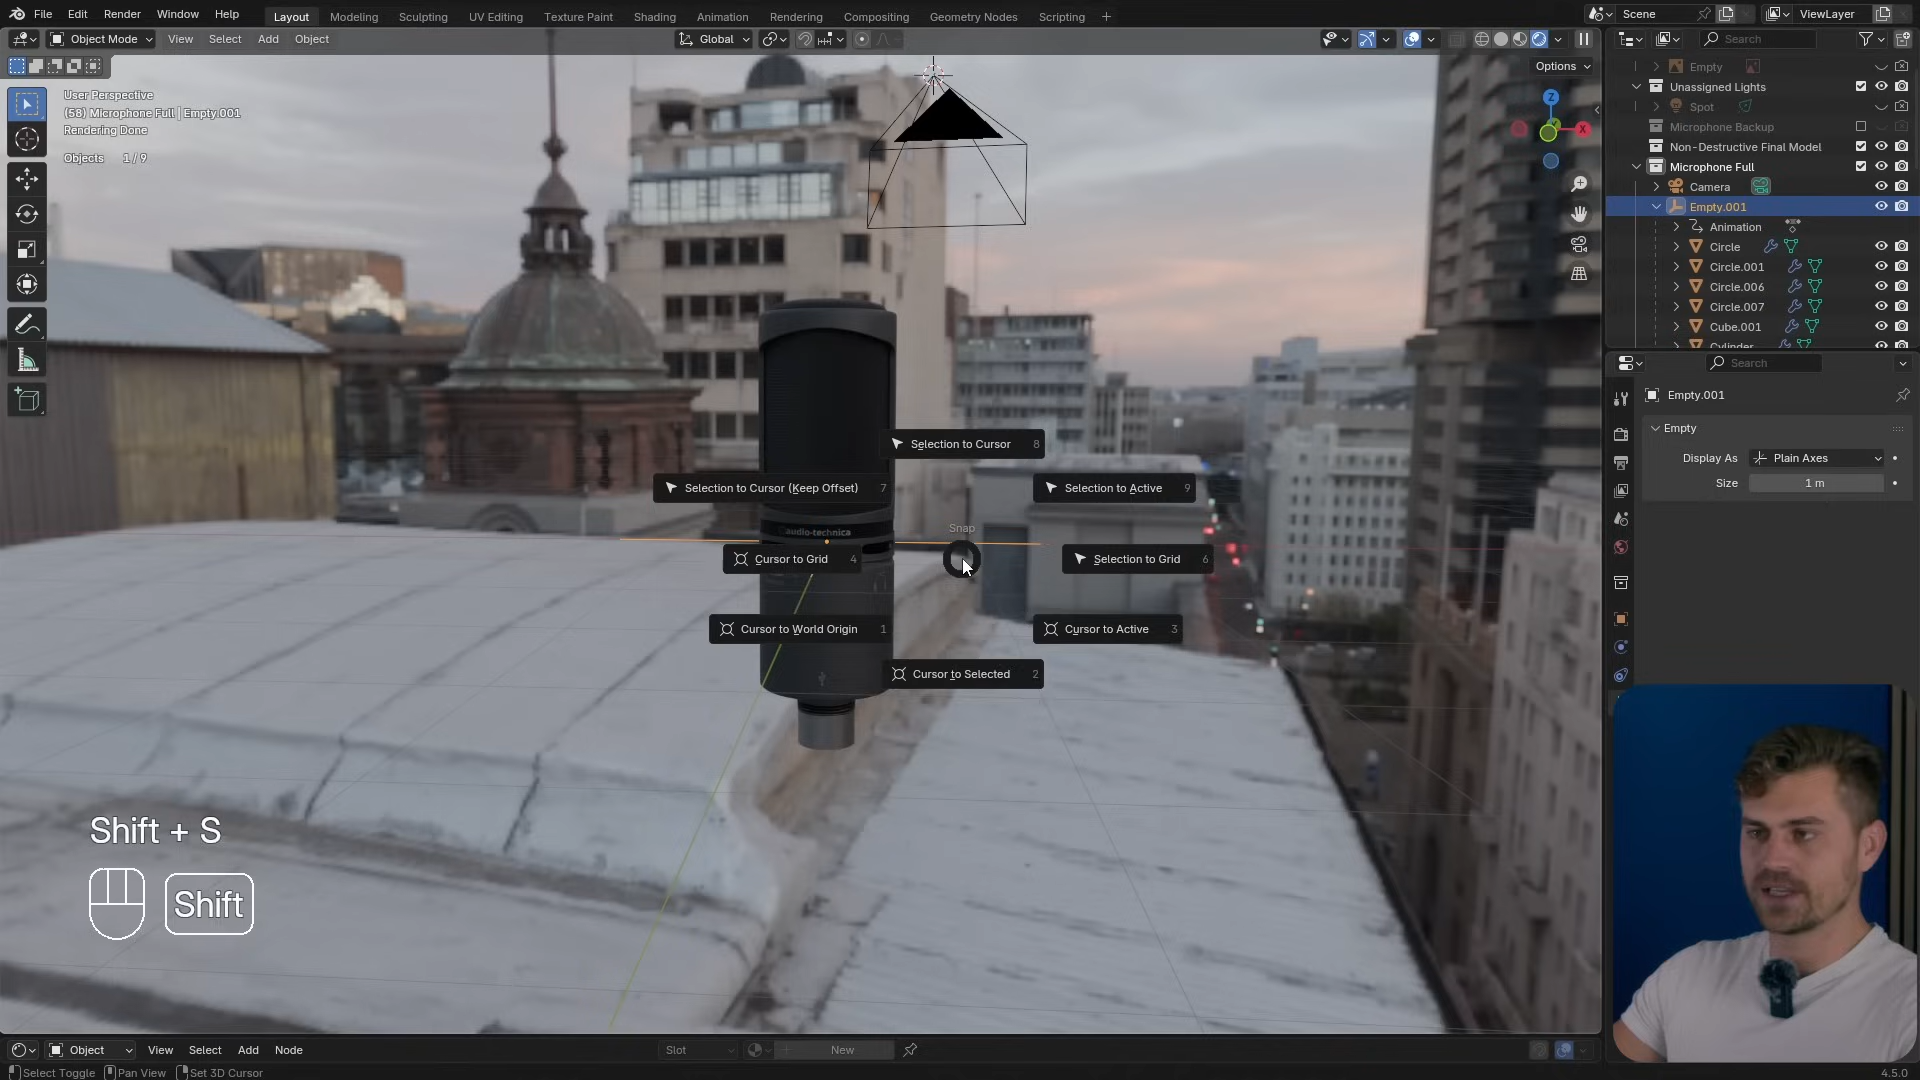 File Edit Render Window Help
Layout Modeling Sculpting UV Editing Texture Paint Shading Animation Rendering Compositing Geometry Nodes Scripting +
Scene
ViewLayer
Object Mode View Select Add Object
Global
Search
Options
User Perspective
(58) Microphone Full | Empty.001
Rendering Done
Objects 1 / 9
Z
X
Empty
Unassigned Lights
Spot
Microphone Backup
Non-Destructive Final Model
Microphone Full
Camera
Empty.001
Animation
Circle
Circle.001
Circle.006
Circle.007
Cube.001
Cylinder
Search
Empty.001
Empty
Display As Plain Axes
Size 1 m
Selection to Cursor 8
Selection to Cursor (Keep Offset) 7
Selection to Active 9
Snap
audio-technica
Cursor to Grid 4
Selection to Grid 6
Cursor to World Origin 1
Cursor to Active 3
Cursor to Selected 2
Shift + S
Shift
Object View Select Add Node
Slot
New
Select Toggle Pan View Set 3D Cursor
4.5.0